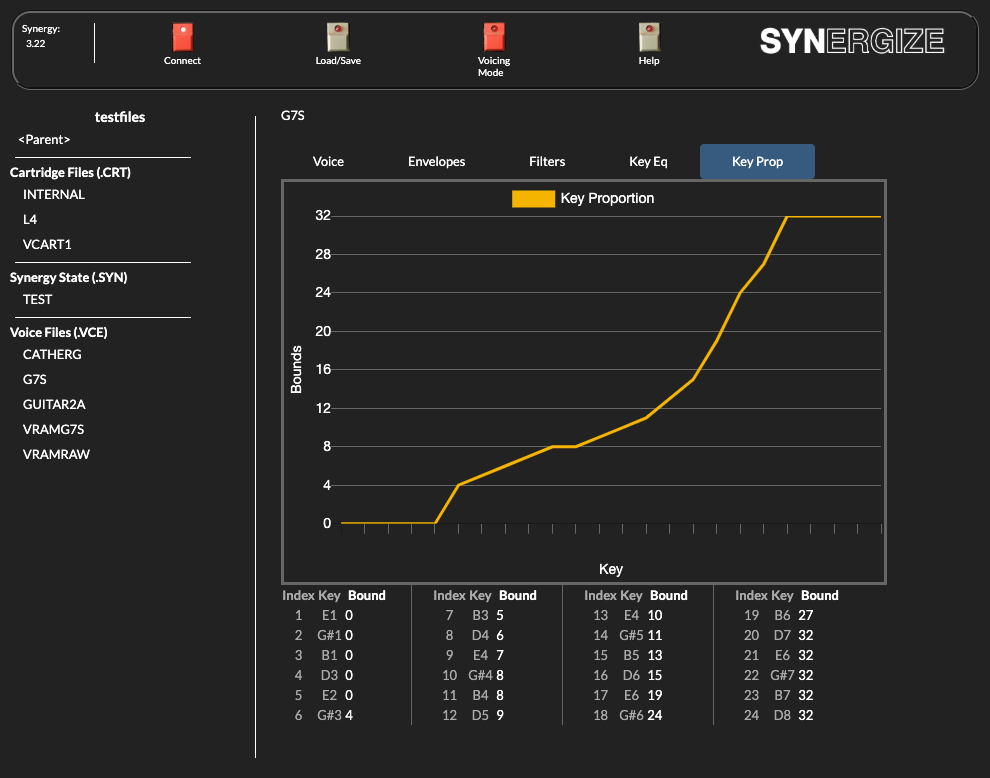 Synergy:
3.22
Connect
Load/Save
Voicing
Mode
Help
SYNERGIZE
testfiles
<Parent>
Cartridge Files (.CRT)
INTERNAL
L4
VCART1
Synergy State (.SYN)
TEST
Voice Files (.VCE)
CATHERG
G7S
GUITAR2A
VRAMG7S
VRAMRAW
G7S
Voice Envelopes Filters Key Eq Key Prop
Key Proportion
32
28
24
20
16
12
8
4
0
Bounds
Key
Index Key Bound Index Key Bound Index Key Bound Index Key Bound
1 E1 0 7 B3 5 13 E4 10 19 B6 27
2 G#1 0 8 D4 6 14 G#5 11 20 D7 32
3 B1 0 9 E4 7 15 B5 13 21 E6 32
4 D3 0 10 G#4 8 16 D6 15 22 G#7 32
5 E2 0 11 B4 8 17 E6 19 23 B7 32
6 G#3 4 12 D5 9 18 G#6 24 24 D8 32